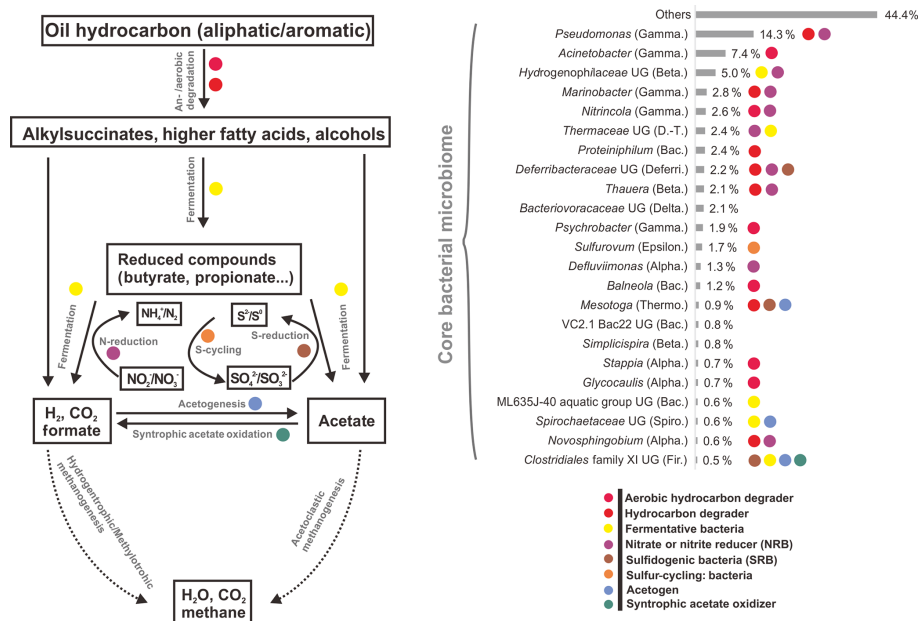 Oil hydrocarbon (aliphatic/aromatic)
An- /aerobic
degradation
Alkylsuccinates, higher fatty acids, alcohols
Fermentation
Reduced compounds
(butyrate, propionate...)
Fermentation
NH₄⁺/N₂
S²⁻/S⁰
N-reduction
S-reduction
S-cycling
NO₂⁻/NO₃⁻
SO₄²⁻/SO₃²⁻
Fermentation
H₂, CO₂
formate
Acetogenesis
Syntrophic acetate oxidation
Acetate
Hydrogentrophic/Methylotrohic
methanogenesis
Acetoclastic
methanogenesis
H₂O, CO₂
methane
Core bacterial microbiome
Others 44.4%
Pseudomonas (Gamma.) 14.3 %
Acinetobacter (Gamma.) 7.4 %
Hydrogenophilaceae UG (Beta.) 5.0 %
Marinobacter (Gamma.) 2.8 %
Nitrincola (Gamma.) 2.6 %
Thermaceae UG (D.-T.) 2.4 %
Proteiniphilum (Bac.) 2.4 %
Deferribacteraceae UG (Deferri.) 2.2 %
Thauera (Beta.) 2.1 %
Bacteriovoracaceae UG (Delta.) 2.1 %
Psychrobacter (Gamma.) 1.9 %
Sulfurovum (Epsilon.) 1.7 %
Defluviimonas (Alpha.) 1.3 %
Balneola (Bac.) 1.2 %
Mesotoga (Thermo.) 0.9 %
VC2.1 Bac22 UG (Bac.) 0.8 %
Simplicispira (Beta.) 0.8 %
Stappia (Alpha.) 0.7 %
Glycocaulis (Alpha.) 0.7 %
ML635J-40 aquatic group UG (Bac.) 0.6 %
Spirochaetaceae UG (Spiro.) 0.6 %
Novosphingobium (Alpha.) 0.6 %
Clostridiales family XI UG (Fir.) 0.5 %
Aerobic hydrocarbon degrader
Hydrocarbon degrader
Fermentative bacteria
Nitrate or nitrite reducer (NRB)
Sulfidogenic bacteria (SRB)
Sulfur-cycling: bacteria
Acetogen
Syntrophic acetate oxidizer